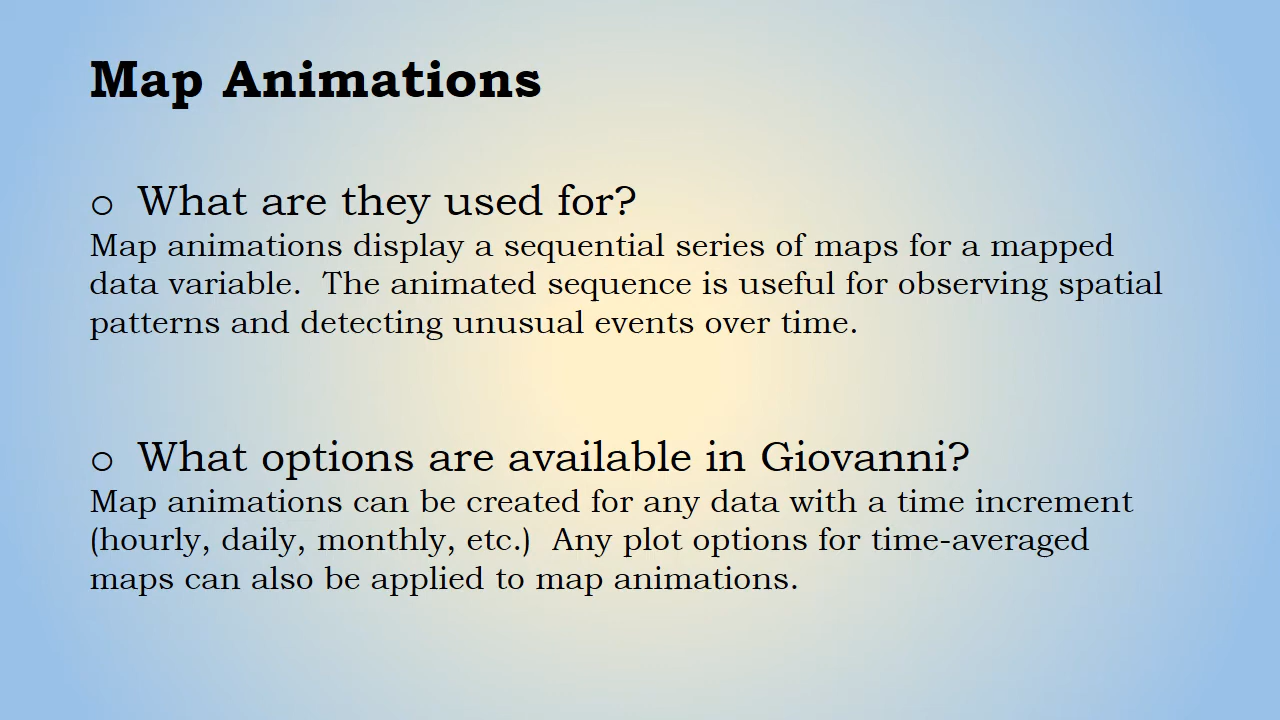 Map Animations
o What are they used for?
Map animations display a sequential series of maps for a mapped
data variable.  The animated sequence is useful for observing spatial
patterns and detecting unusual events over time.
o What options are available in Giovanni?
Map animations can be created for any data with a time increment
(hourly, daily, monthly, etc.)  Any plot options for time-averaged
maps can also be applied to map animations.